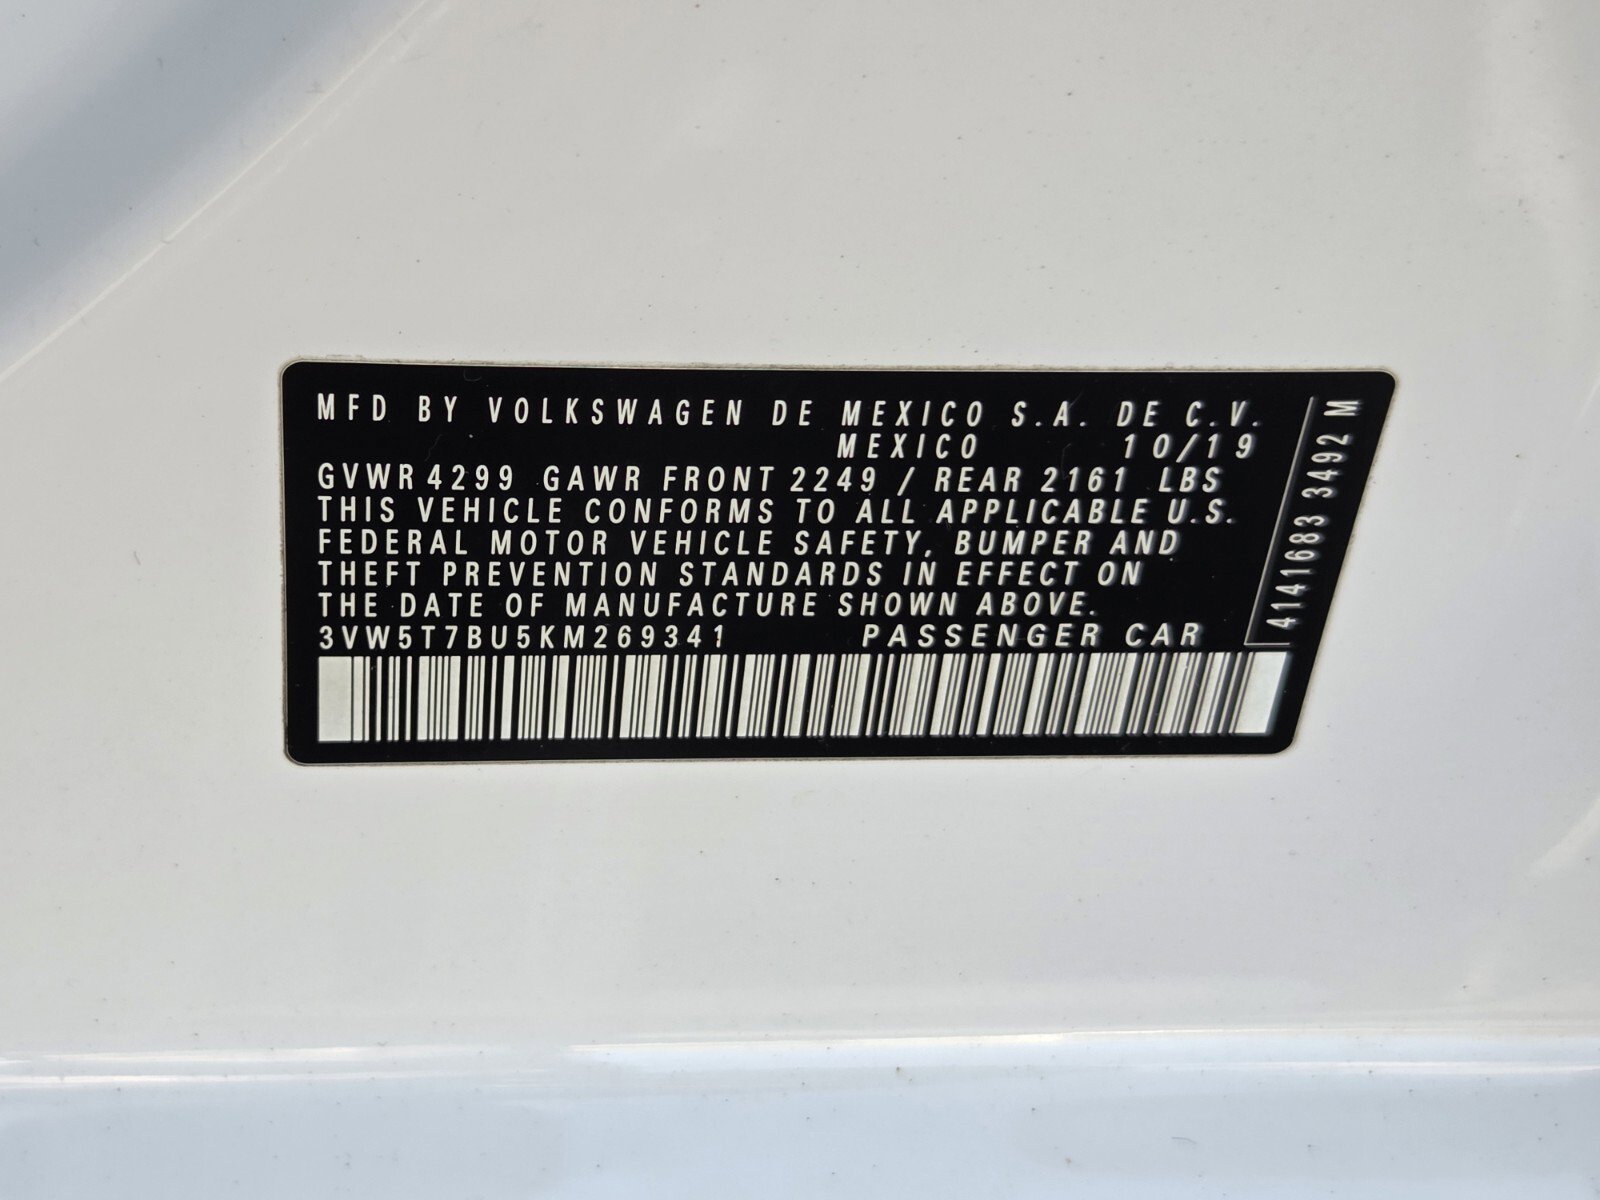 MFD BY VOLKSWAGEN DE MEXICO S.A. DE C.V.
MEXICO 10/19
GVWR 4299 GAWR FRONT 2249 / REAR 2161 LBS
THIS VEHICLE CONFORMS TO ALL APPLICABLE U.S.
FEDERAL MOTOR VEHICLE SAFETY, BUMPER AND
THEFT PREVENTION STANDARDS IN EFFECT ON
THE DATE OF MANUFACTURE SHOWN ABOVE.
3VW5T7BU5KM269341 PASSENGER CAR
4141683 3492 M